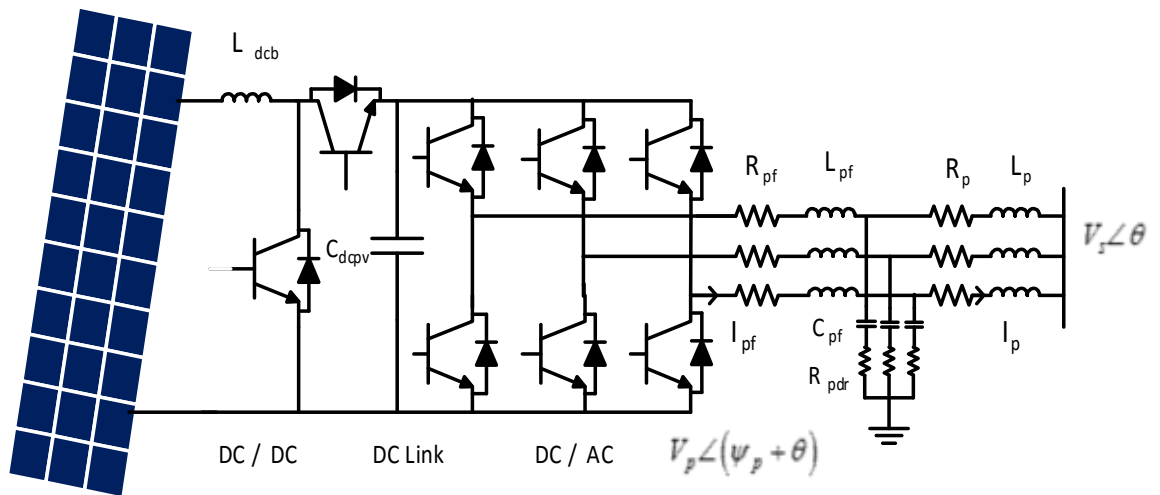 L dcb
R pf
L pf
R p
L p
V s∠θ
C dcpv
I pf
C pf
I p
R pdr
DC / DC
DC Link
DC / AC
V p∠(ψ p + θ)